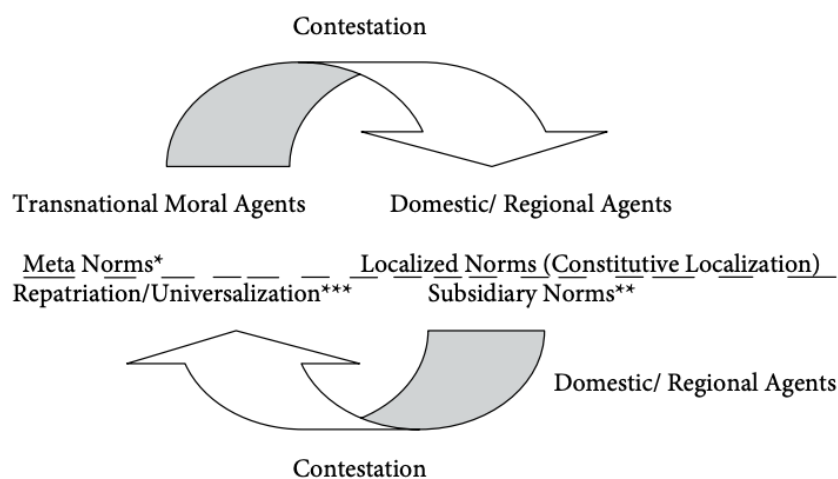 Contestation
Transnational Moral Agents Domestic/ Regional Agents
Meta Norms* Localized Norms (Constitutive Localization)
Repatriation/Universalization*** Subsidiary Norms**
Domestic/ Regional Agents
Contestation